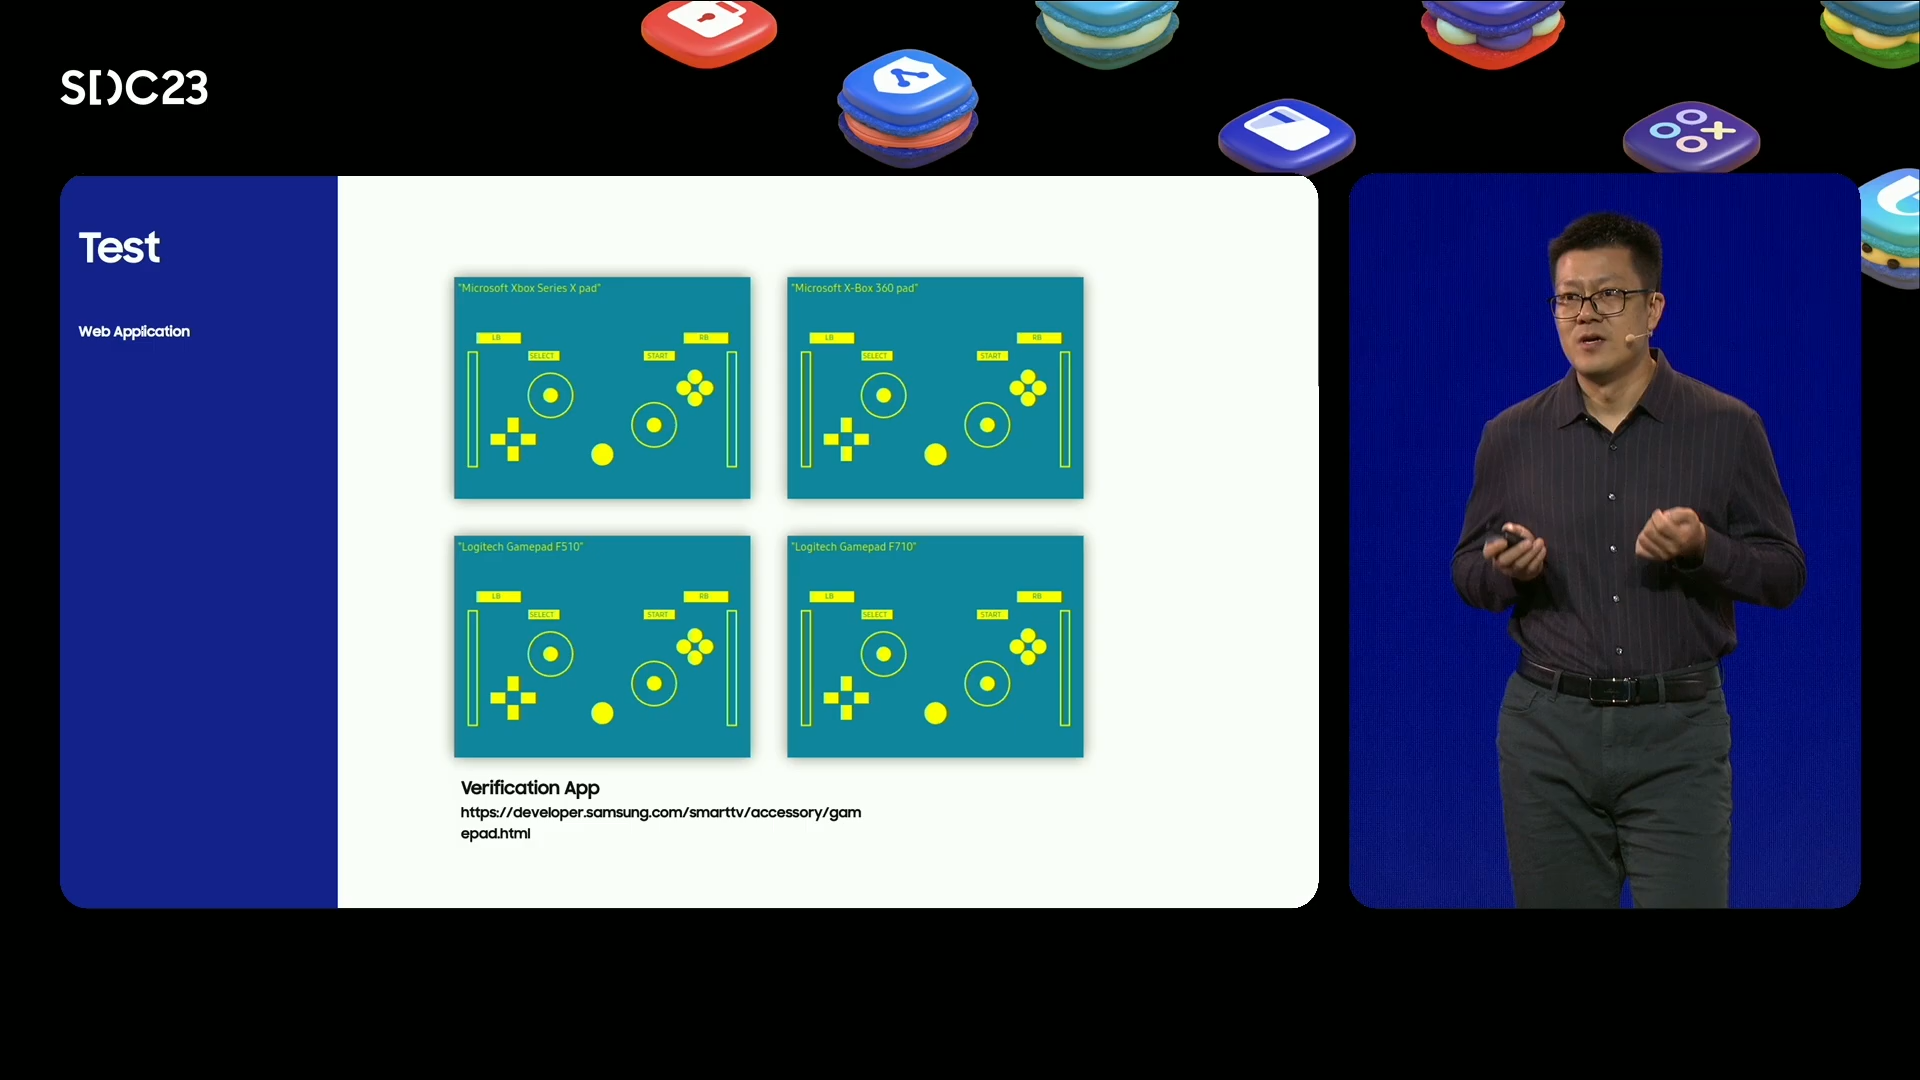 SDC23
Test
Web Application
"Microsoft Xbox Series X pad"
LB
RB
SELECT
START
"Microsoft X-Box 360 pad"
LB
RB
SELECT
START
"Logitech Gamepad F510"
LB
RB
SELECT
START
"Logitech Gamepad F710"
LB
RB
SELECT
START
Verification App
https://developer.samsung.com/smarttv/accessory/gam
epad.html